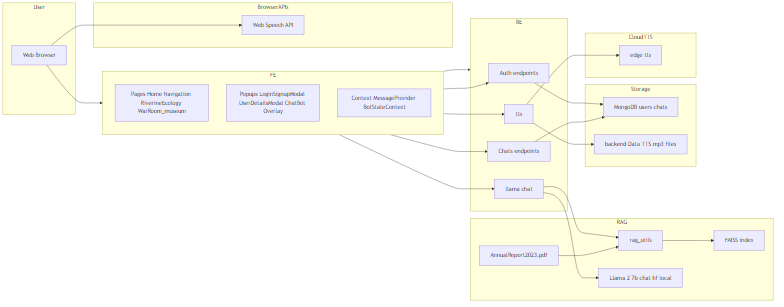 User
Web Browser
BrowserAPIs
Web Speech API
FE
Pages Home Navigation
RiverineEcology
WarRoom_museum
Popups LoginSignupModal
UserDetailsModal ChatBot
Overlay
Context MessageProvider
BotStateContext
BE
Auth endpoints
tts
Chats endpoints
llama chat
CloudTTS
edge tts
Storage
MongoDB users chats
backend Data TTS mp3 files
RAG
AnnualReport2023.pdf
rag_utils
FAISS index
Llama 2 7b chat hf local